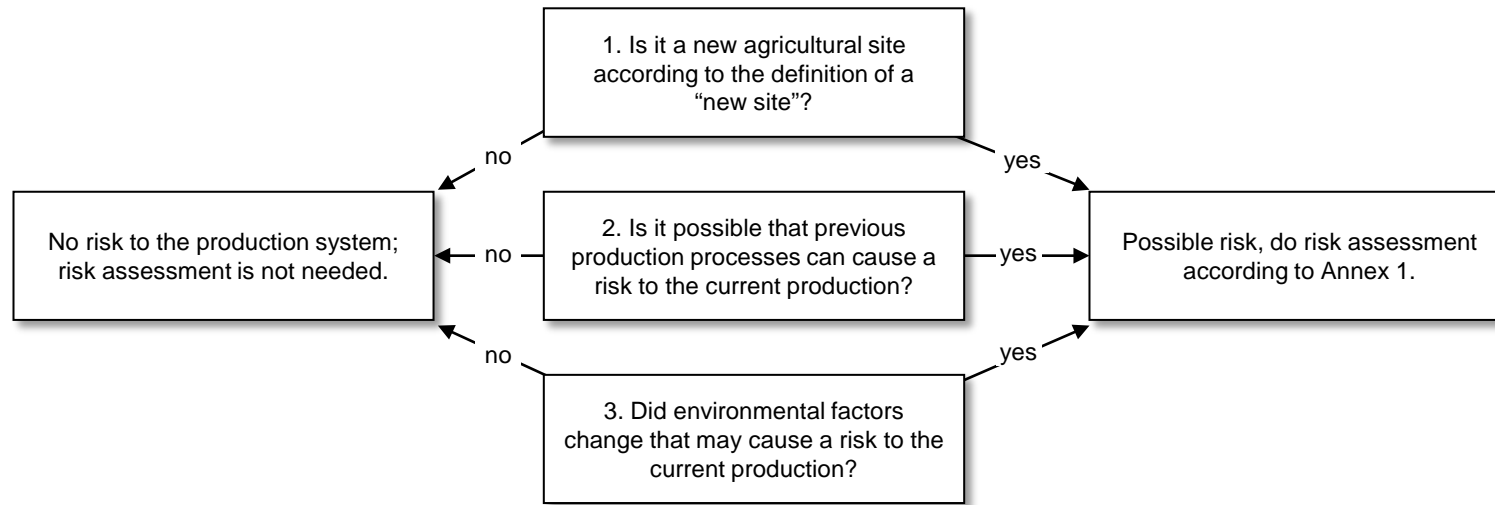 1. Is it a new agricultural site
according to the definition of a
“new site”?
no
yes
No risk to the production system;
risk assessment is not needed.
no
2. Is it possible that previous
production processes can cause a
risk to the current production?
yes
Possible risk, do risk assessment
according to Annex 1.
no
yes
3. Did environmental factors
change that may cause a risk to the
current production?